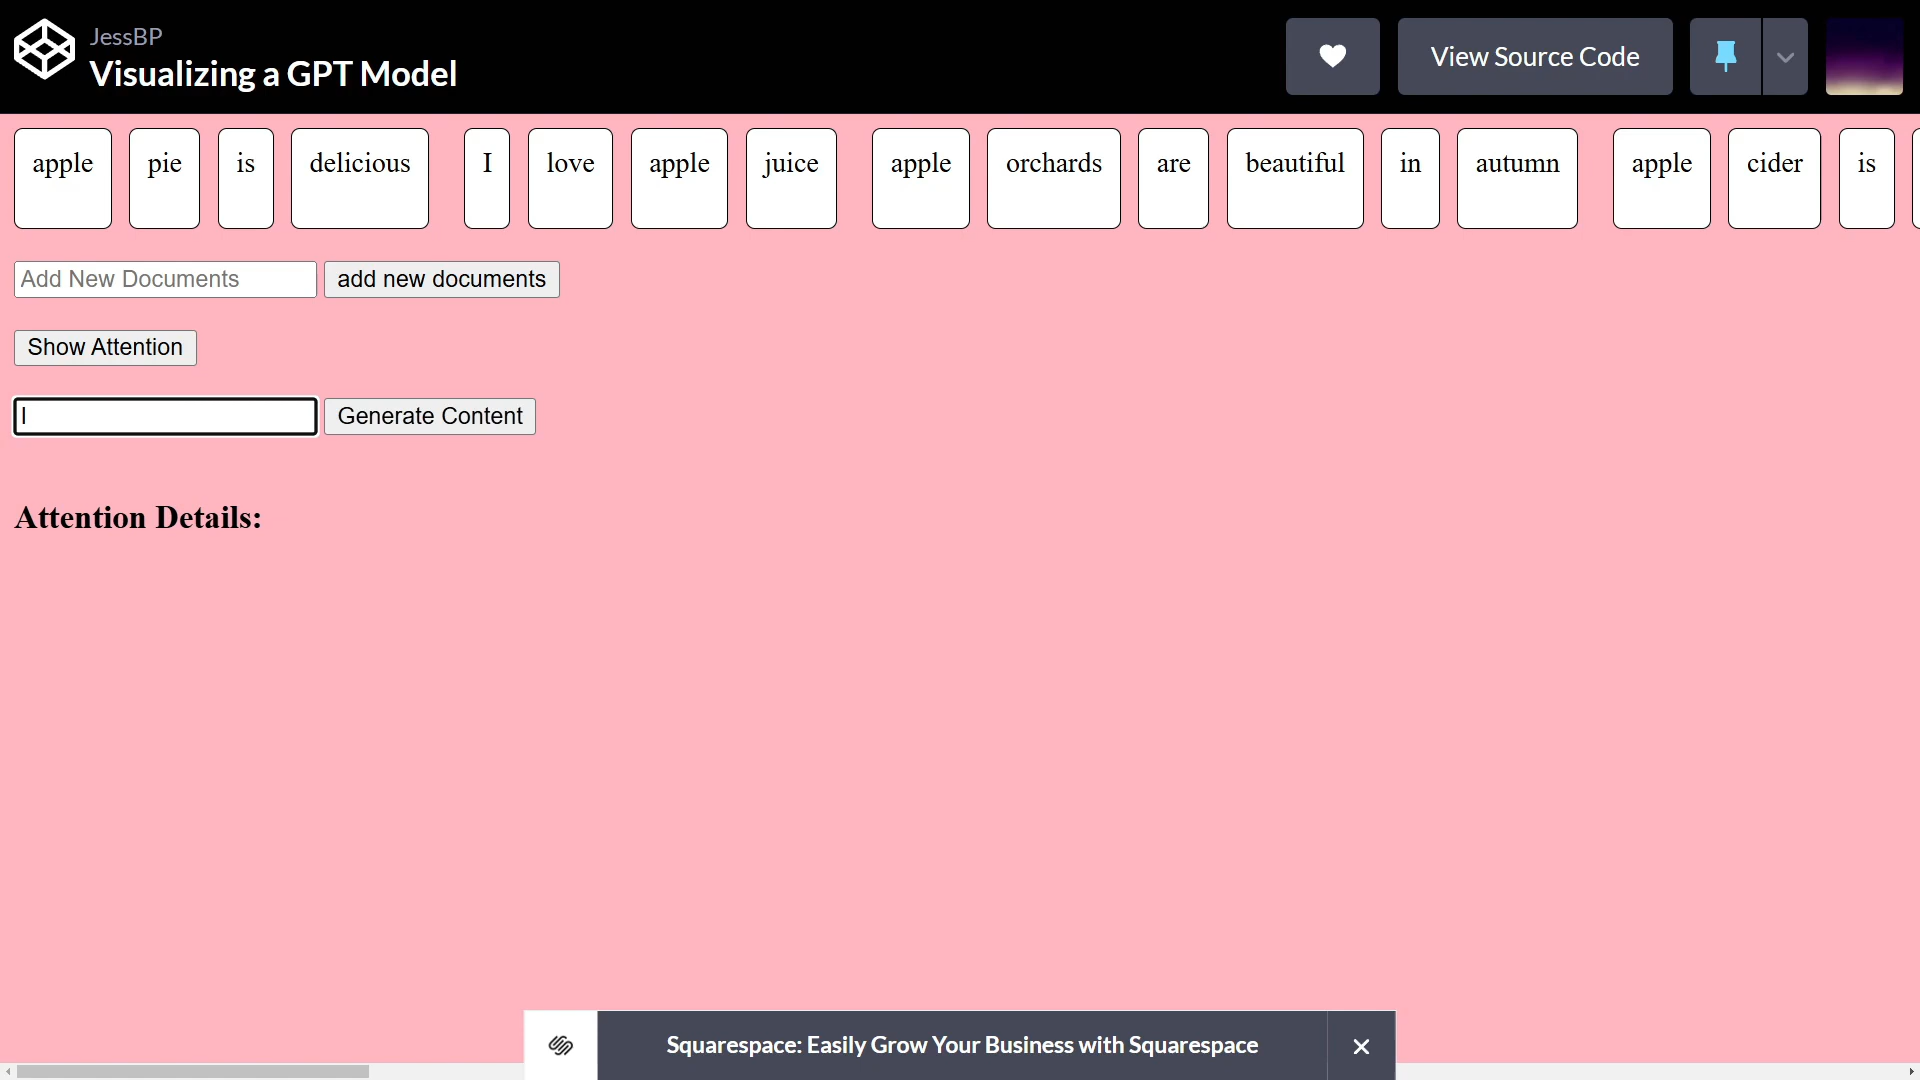 JessBP
Visualizing a GPT Model
View Source Code
apple pie is delicious I love apple juice apple orchards are beautiful in autumn apple cider is
Add New Documents add new documents
Show Attention
I Generate Content
Attention Details:
Squarespace: Easily Grow Your Business with Squarespace